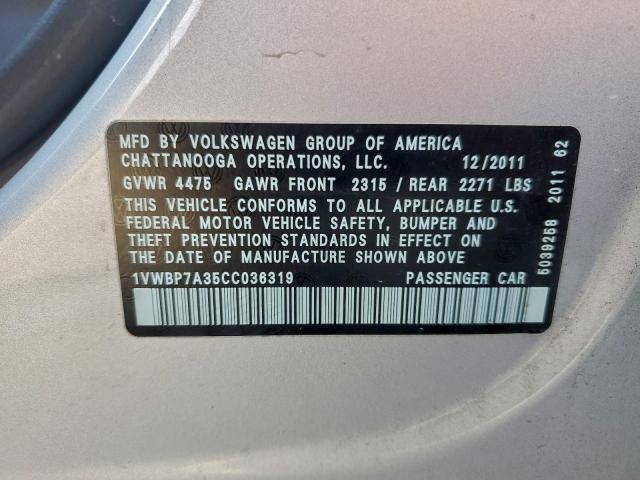 MFD BY VOLKSWAGEN GROUP OF AMERICA
CHATTANOOGA OPERATIONS, LLC. 12/2011
GVWR 4475 GAWR FRONT 2315 / REAR 2271 LBS
THIS VEHICLE CONFORMS TO ALL APPLICABLE U.S.
FEDERAL MOTOR VEHICLE SAFETY, BUMPER AND
THEFT PREVENTION STANDARDS IN EFFECT ON
THE DATE OF MANUFACTURE SHOWN ABOVE
1VWBP7A35CC036319 PASSENGER CAR
5039258 2011 62